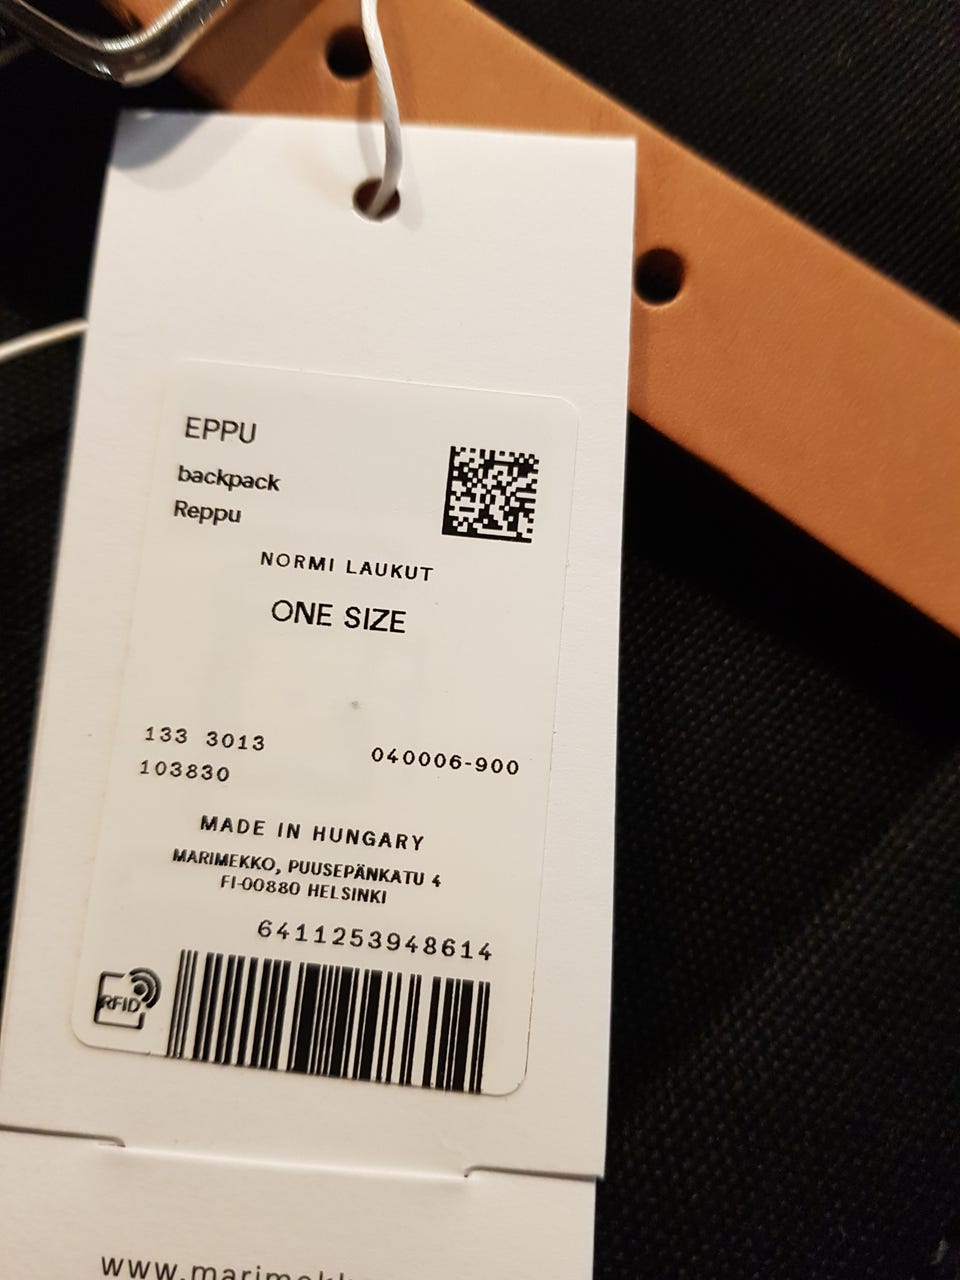 EPPU
backpack
Reppu
NORMI LAUKUT
ONE SIZE
133 3013
040006-900
103830
MADE IN HUNGARY
MARIMEKKO, PUUSEPÄNKATU 4
FI-00880 HELSINKI
6411253948614
RFID